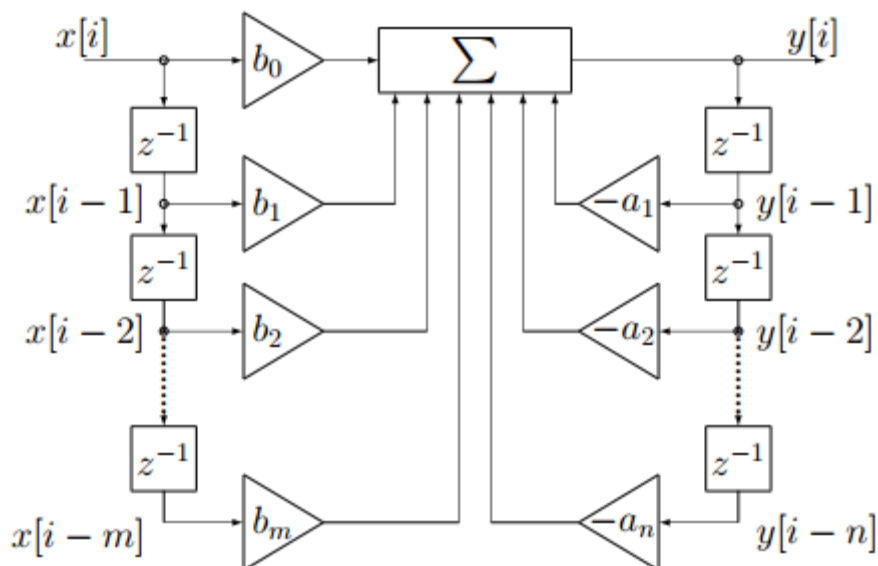 x[i] b₀ ∑ y[i]
z⁻¹ z⁻¹
x[i − 1] b₁ −a₁ y[i − 1]
z⁻¹ z⁻¹
x[i − 2] b₂ −a₂ y[i − 2]
z⁻¹ z⁻¹
x[i − m] bₘ −aₙ y[i − n]